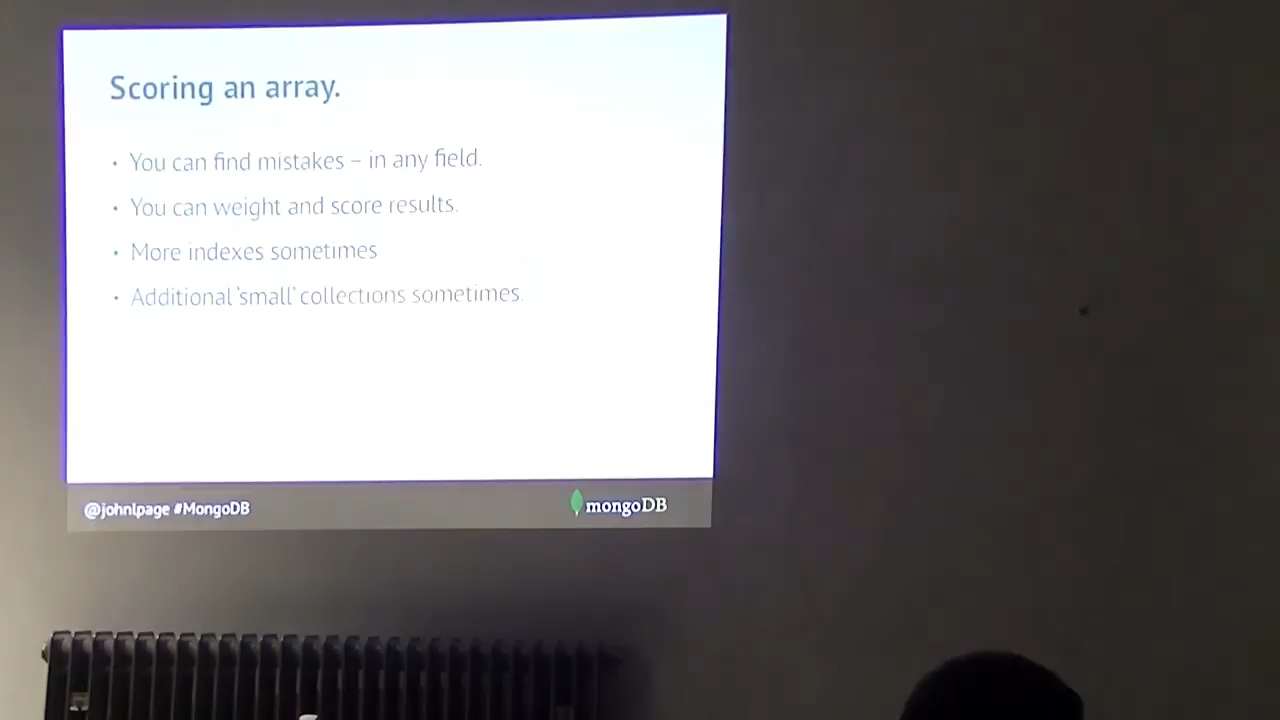 Scoring an array.
• You can find mistakes – in any field.
• You can weight and score results.
• More indexes sometimes
• Additional ‘small’ collections sometimes.
@johnlpage #MongoDB
mongoDB